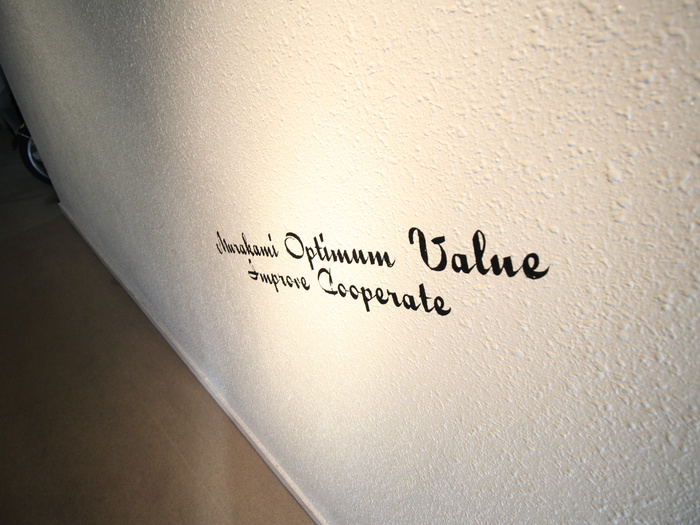 Murakami Optimum Value
Improve Cooperate